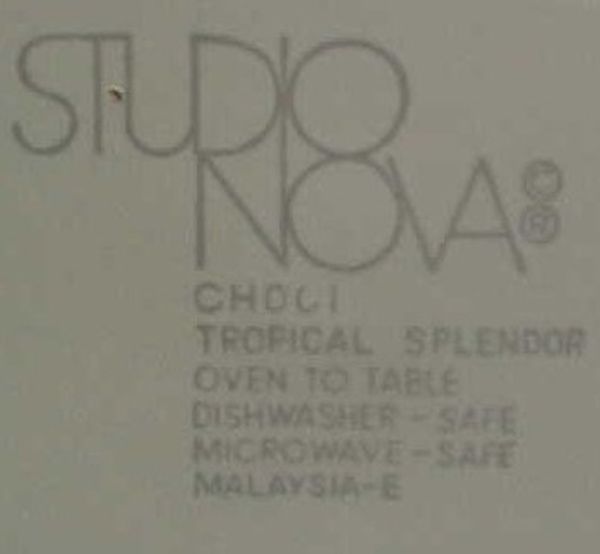 STUDIO
NOVA © ®
TROPICAL SPLENDOR
OVEN TO TABLE
DISHWASHER - SAFE
MICROWAVE - SAFE
MALAYSIA-E